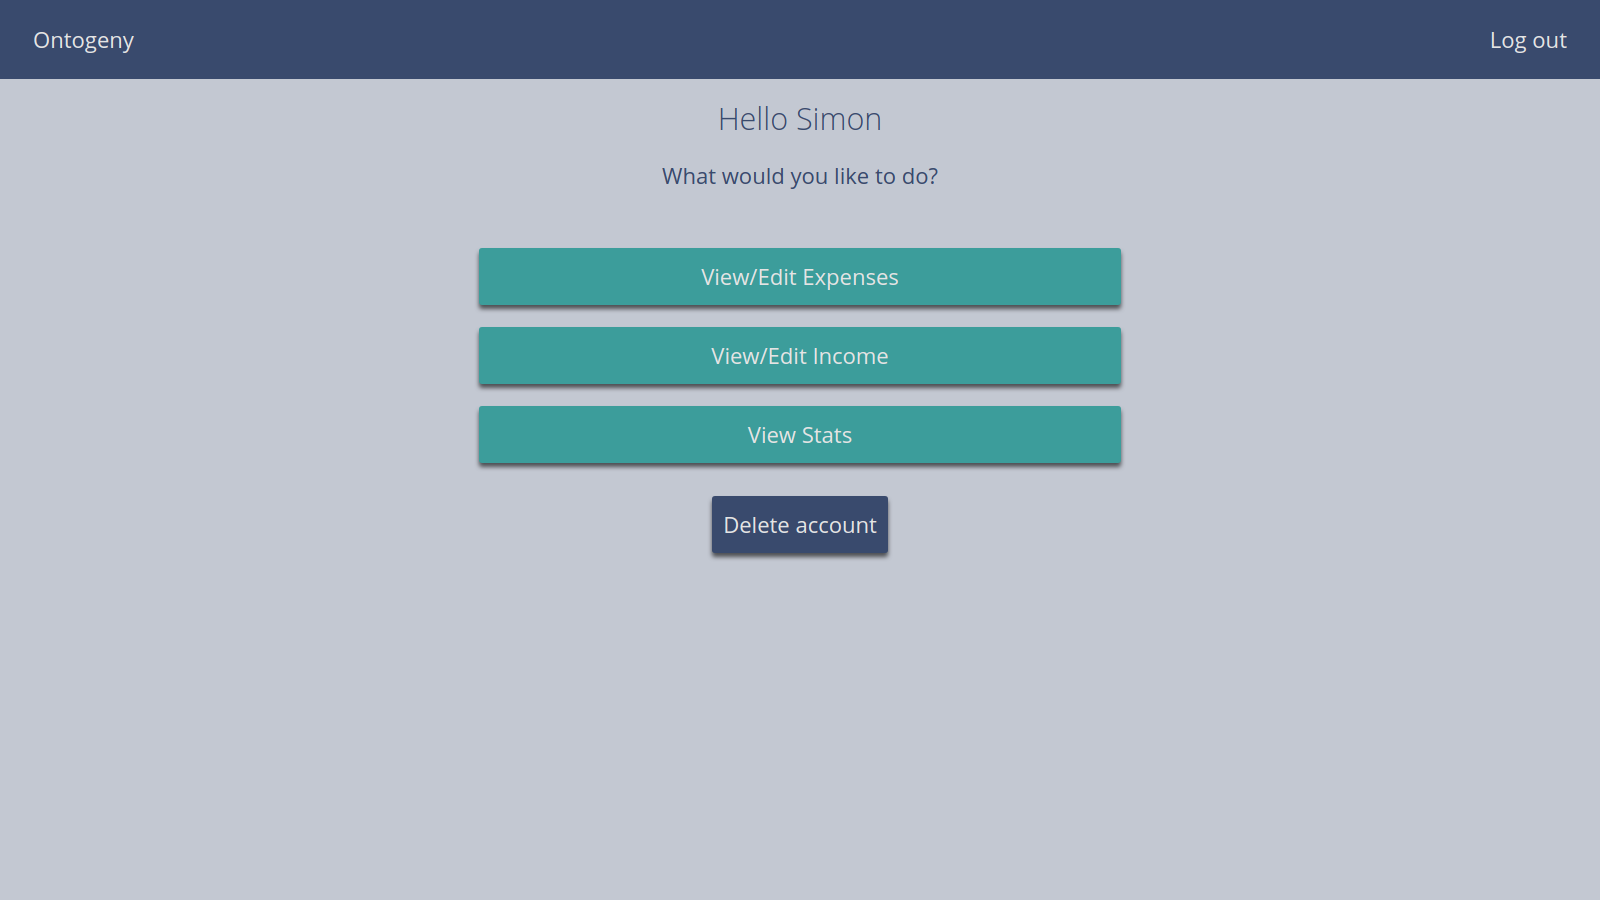 Ontogeny
Log out
Hello Simon
What would you like to do?
View/Edit Expenses
View/Edit Income
View Stats
Delete account